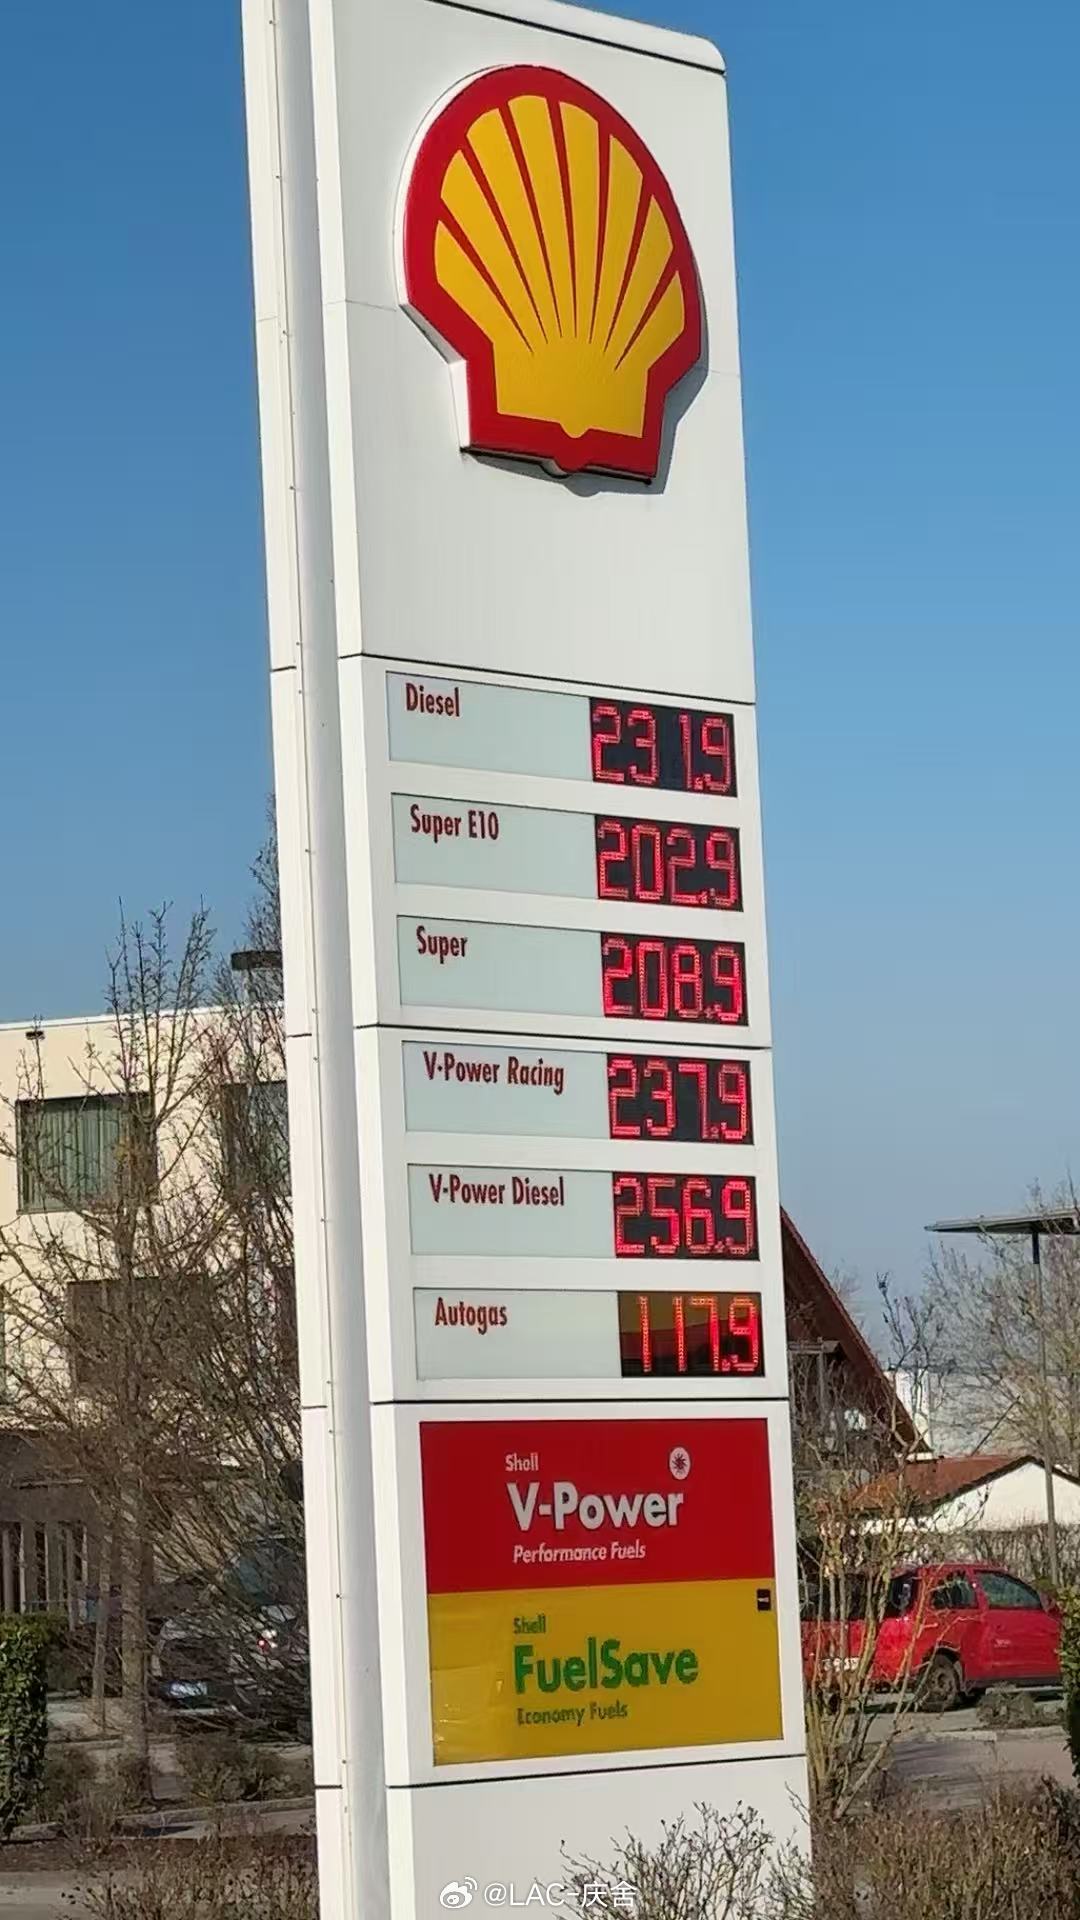 Diesel 231.9
Super E10 202.9
Super 208.9
V-Power Racing 237.9
V-Power Diesel 256.9
Autogas 117.9
Shell
V-Power
Performance Fuels
Shell
FuelSave
Economy Fuels
@LAC-庆舍